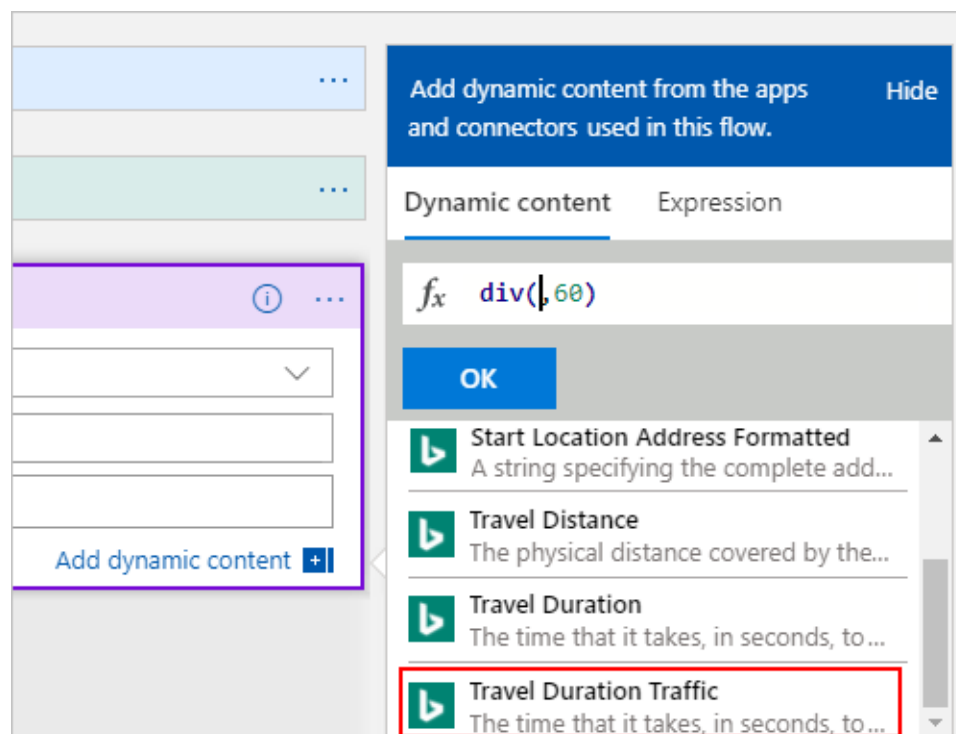 Add dynamic content from the apps
and connectors used in this flow.
Hide
Dynamic content
Expression
fx div(,60)
OK
Start Location Address Formatted
A string specifying the complete add...
Travel Distance
The physical distance covered by the...
Add dynamic content
Travel Duration
The time that it takes, in seconds, to...
Travel Duration Traffic
The time that it takes, in seconds, to...